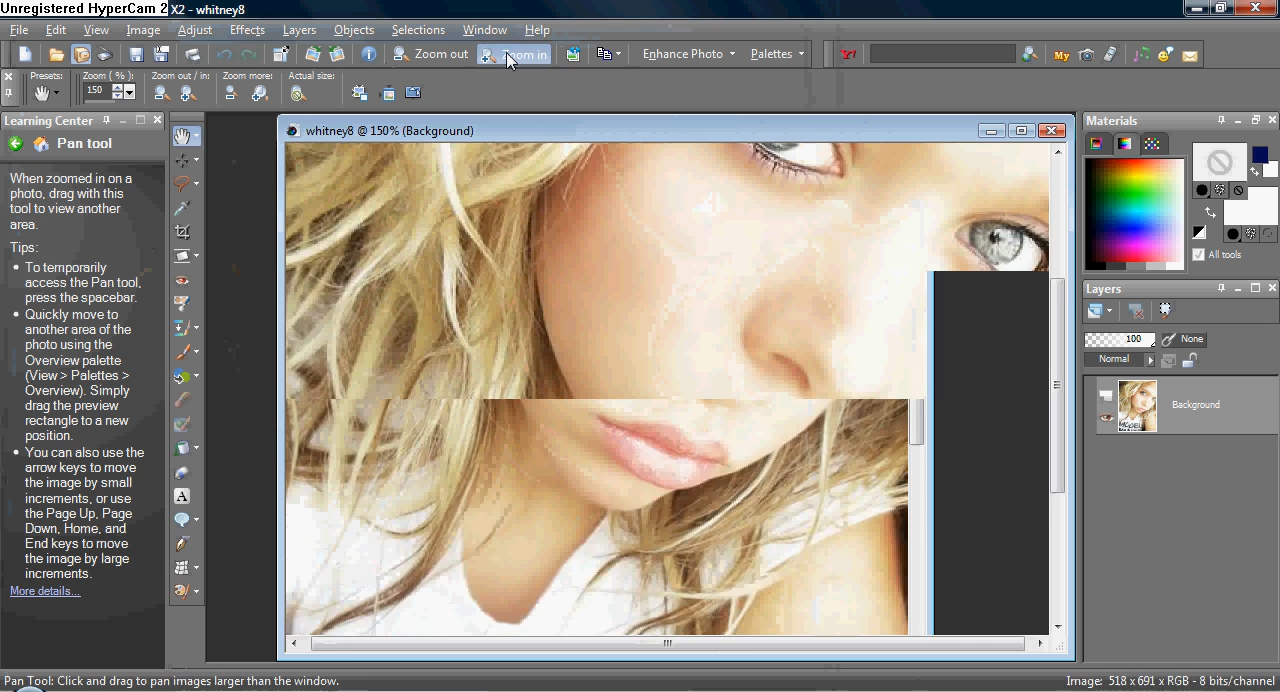 Unregistered HyperCam 2 X2 - whitney8
File Edit View Image Adjust Effects Layers Objects Selections Window Help
Zoom out Zoom in Enhance Photo Palettes Y! My
Presets: Zoom ( % ): Zoom out / in: Zoom more: Actual size:
150
Learning Center
Pan tool
When zoomed in on a
photo, drag with this
tool to view another
area.
Tips:
• To temporarily
access the Pan tool,
press the spacebar.
• Quickly move to
another area of the
photo using the
Overview palette
(View > Palettes >
Overview). Simply
drag the preview
rectangle to a new
position.
• You can also use the
arrow keys to move
the image by small
increments, or use
the Page Up, Page
Down, Home, and
End keys to move
the image by large
increments.
More details...
A
whitney8 @ 150% (Background)
Materials
All tools
Layers
100 None
Normal
MODEL
Background
Pan Tool: Click and drag to pan images larger than the window.
Image: 518 x 691 x RGB - 8 bits/channel